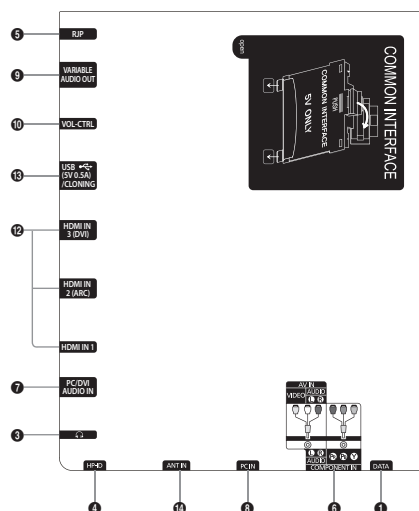 5 RJP
9 VARIABLE
AUDIO OUT
10 VOL-CTRL
13 USB
(5V 0.5A)
/CLONING
12 HDMI IN
3 (DVI)
HDMI IN
2 (ARC)
HDMI IN 1
7 PC/DVI
AUDIO IN
3
open
COMMON INTERFACE
COMMON INTERFACE
5V ONLY
AV IN
VIDEO AUDIO
L R
L R PB PR Y
AUDIO
COMPONENT IN
HP-ID
ANT IN
PC IN
DATA
4 14 8 6 1